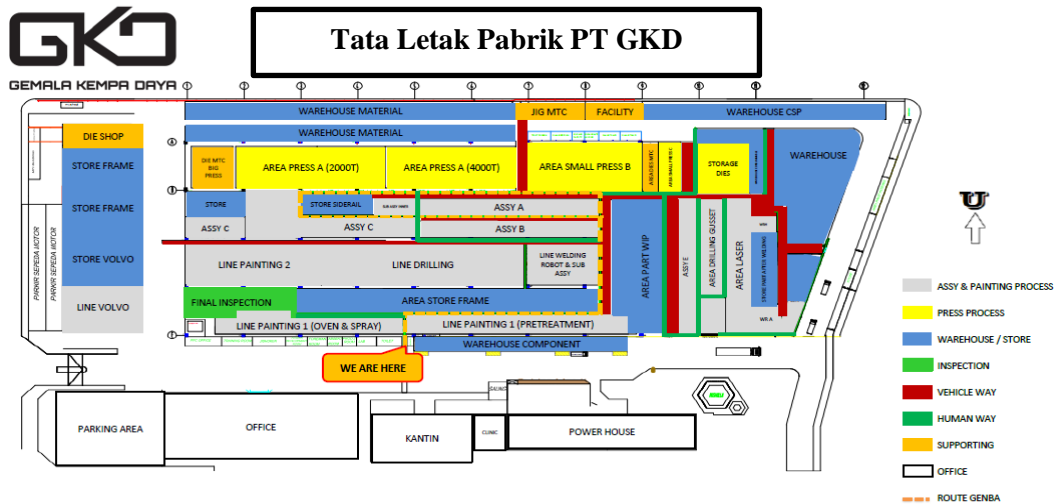 GKD
GEMALA KEMPA DAYA
Tata Letak Pabrik PT GKD
WAREHOUSE MATERIAL
JIG MTC
FACILITY
WAREHOUSE CSP
WAREHOUSE MATERIAL
DIE SHOP
STORE FRAME
STORE FRAME
STORE VOLVO
LINE VOLVO
PARKIR SEPEDA MOTOR
PARKIR SEPEDA MOTOR
DIE MTC
BIG
PRESS
AREA PRESS A (2000T)
AREA PRESS A (4000T)
AREA SMALL PRESS B
STORAGE
DIES
WAREHOUSE
STORE
STORE SIDERAIL
ASSY A
ASSY C
ASSY C
ASSY B
LINE PAINTING 2
LINE DRILLING
LINE WELDING
ROBOT & SUB
ASSY
AREA PART WIP
ASSY E
AREA DRILLING GUSSET
AREA LASER
WR A
FINAL INSPECTION
AREA STORE FRAME
LINE PAINTING 1 (OVEN & SPRAY)
LINE PAINTING 1 (PRETREATMENT)
WAREHOUSE COMPONENT
WE ARE HERE
PARKING AREA
OFFICE
KANTIN
CLINIC
POWER HOUSE
U
ASSY & PAINTING PROCESS
PRESS PROCESS
WAREHOUSE / STORE
INSPECTION
VEHICLE WAY
HUMAN WAY
SUPPORTING
OFFICE
ROUTE GENBA